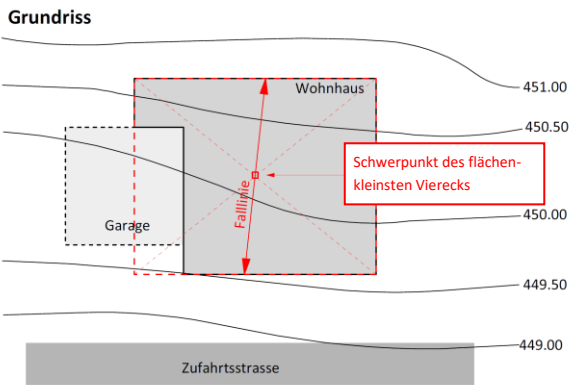 Grundriss
Wohnhaus
451.00
450.50
Schwerpunkt des flächen-
kleinsten Vierecks
Falllinie
Garage
450.00
449.50
449.00
Zufahrtsstrasse